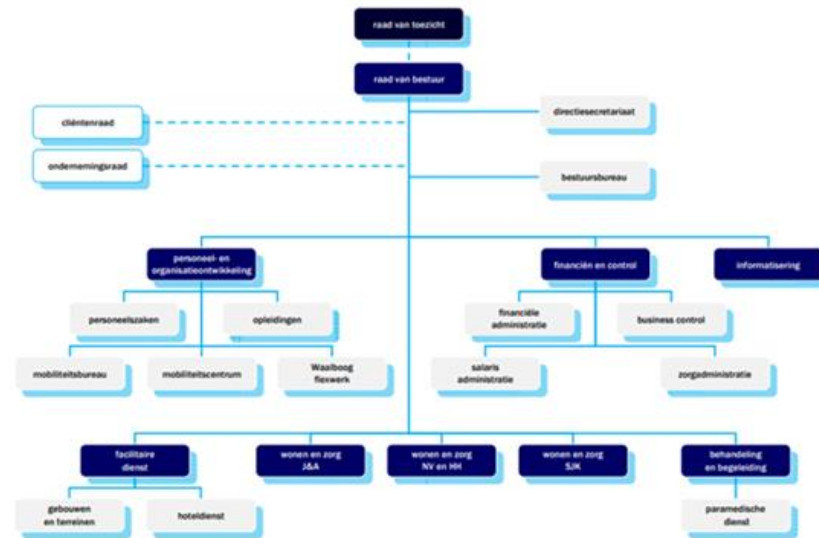 raad van toezicht
raad van bestuur
cliëntenraad
directiesecretariaat
ondernemingsraad
bestuursbureau
personeel- en
organisatieontwikkeling
financiën en control
informatisering
personeelszaken
opleidingen
financiële
administratie
business control
mobiliteitsbureau
mobiliteitscentrum
Waalboog
flexwerk
salaris
administratie
zorgadministratie
facilitaire
dienst
wonen en zorg
J&A
wonen en zorg
NV en HH
wonen en zorg
SJK
behandeling
en begeleiding
gebouwen
en terreinen
hoteldienst
paramedische
dienst